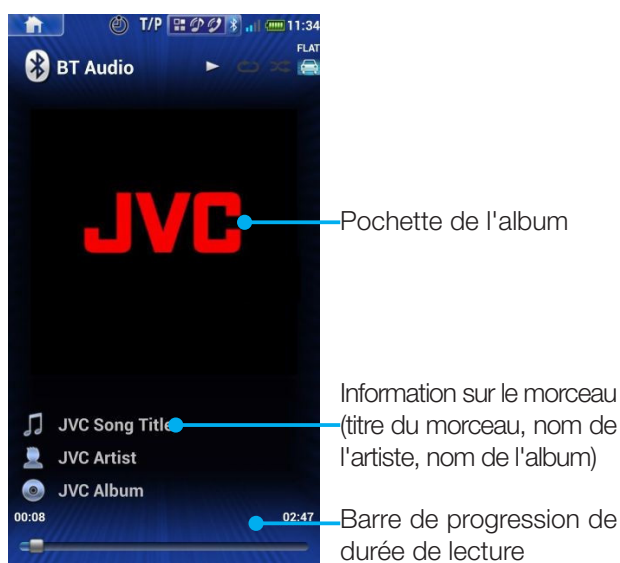 T/P 11:34
FLAT
BT Audio
JVC
Pochette de l'album
JVC Song Title
JVC Artist
JVC Album
Information sur le morceau
(titre du morceau, nom de
l'artiste, nom de l'album)
00:08 02:47
Barre de progression de
durée de lecture